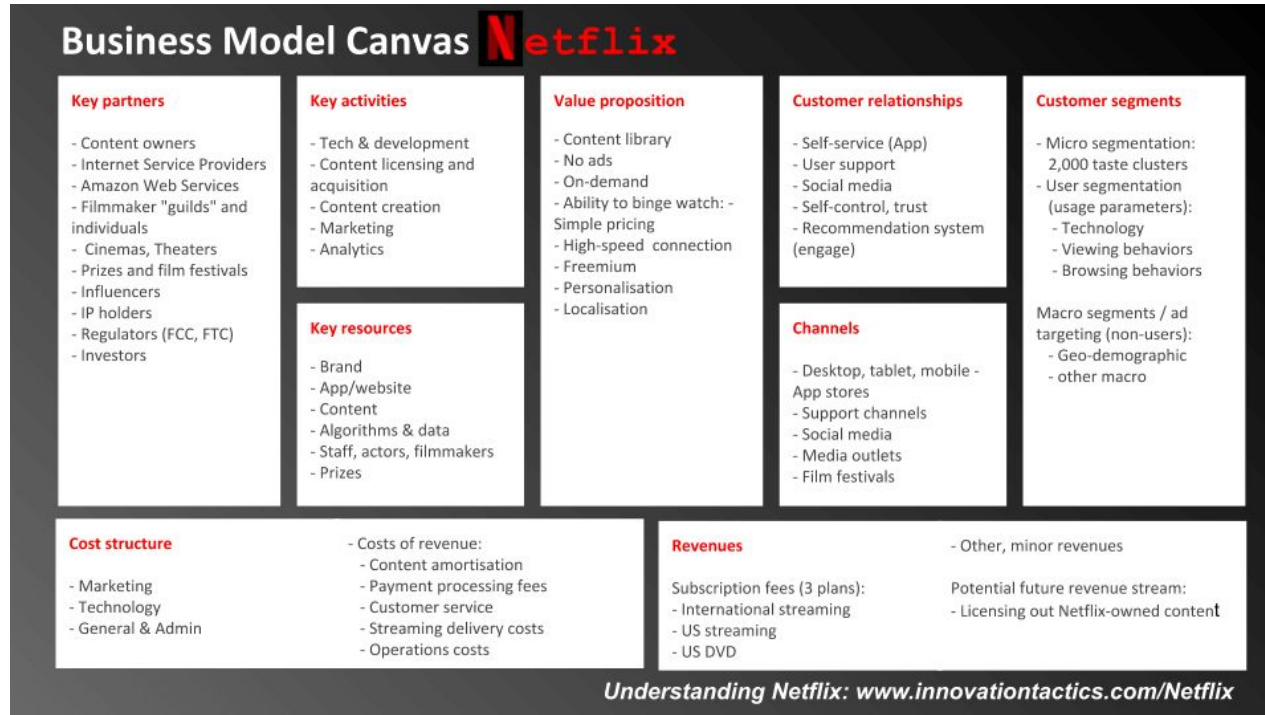 Business Model Canvas Netflix
Key partners
- Content owners
- Internet Service Providers
- Amazon Web Services
- Filmmaker "guilds" and
individuals
- Cinemas, Theaters
- Prizes and film festivals
- Influencers
- IP holders
- Regulators (FCC, FTC)
- Investors
Key activities
- Tech & development
- Content licensing and
acquisition
- Content creation
- Marketing
- Analytics
Key resources
- Brand
- App/website
- Content
- Algorithms & data
- Staff, actors, filmmakers
- Prizes
Value proposition
- Content library
- No ads
- On-demand
- Ability to binge watch: -
Simple pricing
- High-speed connection
- Freemium
- Personalisation
- Localisation
Customer relationships
- Self-service (App)
- User support
- Social media
- Self-control, trust
- Recommendation system
(engage)
Channels
- Desktop, tablet, mobile -
App stores
- Support channels
- Social media
- Media outlets
- Film festivals
Customer segments
- Micro segmentation:
2,000 taste clusters
- User segmentation
(usage parameters):
- Technology
- Viewing behaviors
- Browsing behaviors
Macro segments / ad
targeting (non-users):
- Geo-demographic
- other macro
Cost structure
- Marketing
- Technology
- General & Admin
- Costs of revenue:
- Content amortisation
- Payment processing fees
- Customer service
- Streaming delivery costs
- Operations costs
Revenues
Subscription fees (3 plans):
- International streaming
- US streaming
- US DVD
- Other, minor revenues
Potential future revenue stream:
- Licensing out Netflix-owned content
Understanding Netflix: www.innovationtactics.com/Netflix